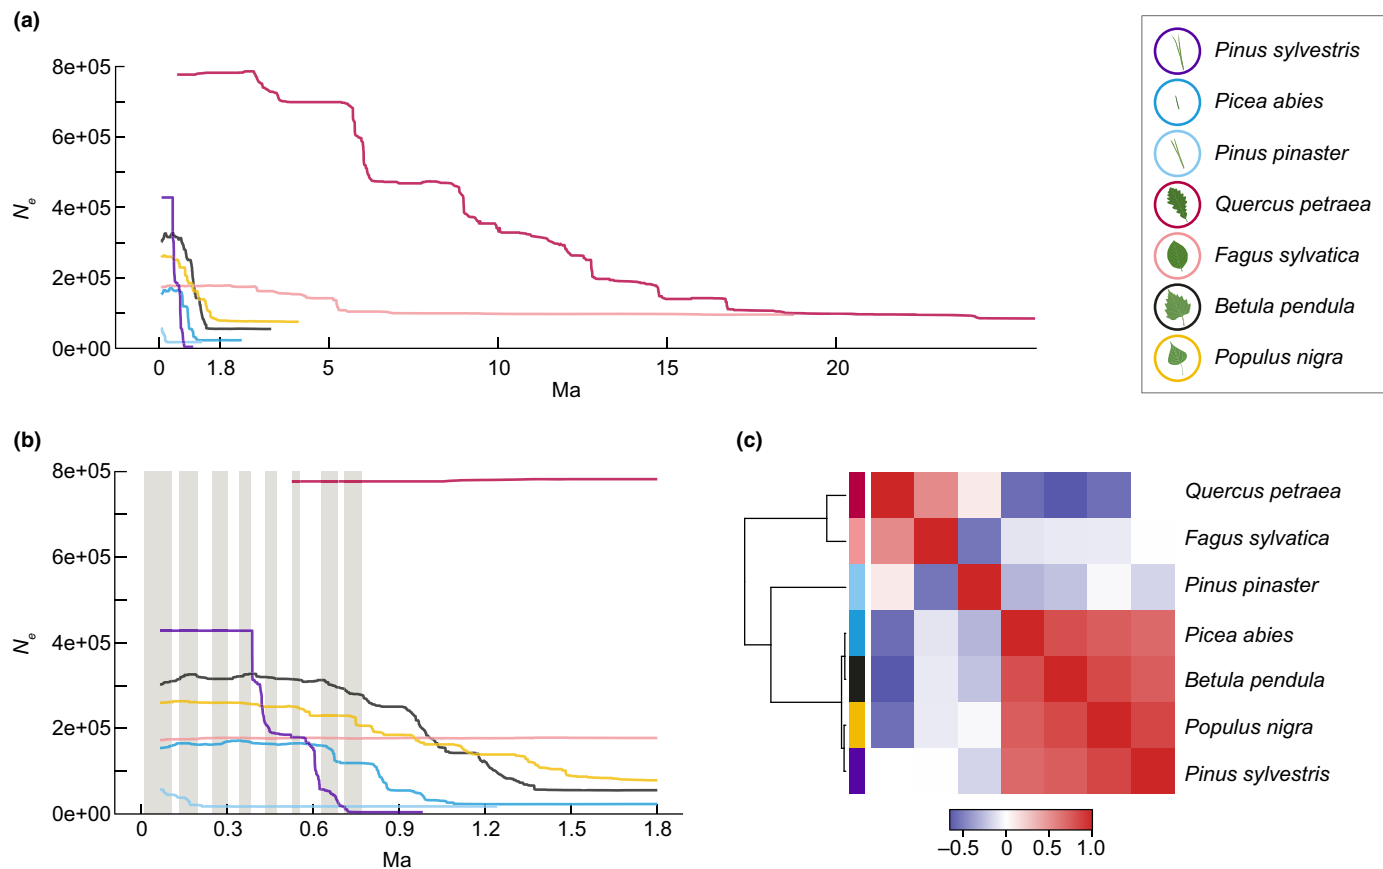 (a)
8e+05
6e+05
4e+05
2e+05
0e+00
Ne
0 1.8 5 10 15 20
Ma
Pinus sylvestris
Picea abies
Pinus pinaster
Quercus petraea
Fagus sylvatica
Betula pendula
Populus nigra
(b)
8e+05
6e+05
4e+05
2e+05
0e+00
Ne
0 0.3 0.6 0.9 1.2 1.5 1.8
Ma
(c)
Quercus petraea
Fagus sylvatica
Pinus pinaster
Picea abies
Betula pendula
Populus nigra
Pinus sylvestris
–0.5 0 0.5 1.0